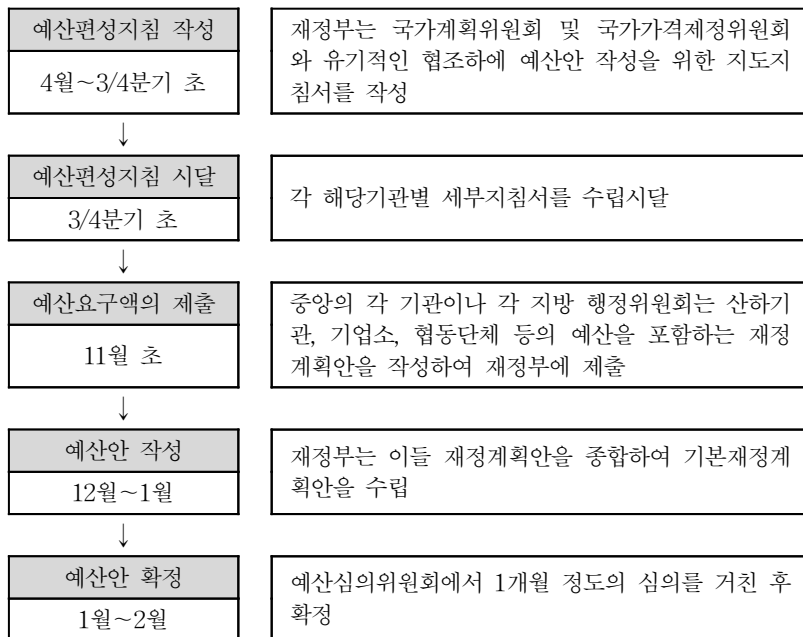 예산편성지침 작성
4월~3/4분기 초
재정부는 국가계획위원회 및 국가가격제정위원회
와 유기적인 협조하에 예산안 작성을 위한 지도지
침서를 작성
↓
예산편성지침 시달
3/4분기 초
각 해당기관별 세부지침서를 수립시달
↓
예산요구액의 제출
11월 초
중앙의 각 기관이나 각 지방 행정위원회는 산하기
관, 기업소, 협동단체 등의 예산을 포함하는 재정
계획안을 작성하여 재정부에 제출
↓
예산안 작성
12월~1월
재정부는 이들 재정계획안을 종합하여 기본재정계
획안을 수립
↓
예산안 확정
1월~2월
예산심의위원회에서 1개월 정도의 심의를 거친 후
확정